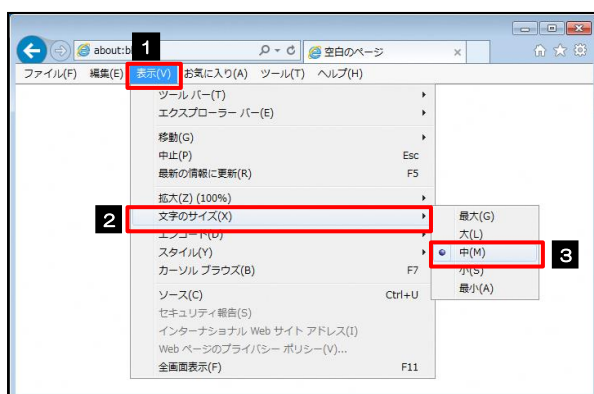 about:b
1
空白のページ
ファイル(F) 編集(E) 表示(V) お気に入り(A) ツール(T) ヘルプ(H)
ツール バー(T)
エクスプローラー バー(E)
移動(G)
中止(P) Esc
最新の情報に更新(R) F5
拡大(Z) (100%)
2
文字のサイズ(X)
エンコード(D)
スタイル(Y)
カーソル ブラウズ(B) F7
ソース(C) Ctrl+U
セキュリティ報告(S)
インターナショナル Web サイト アドレス(I)
Web ページのプライバシー ポリシー(V)...
全画面表示(F) F11
最大(G)
大(L)
中(M)
3
小(S)
最小(A)